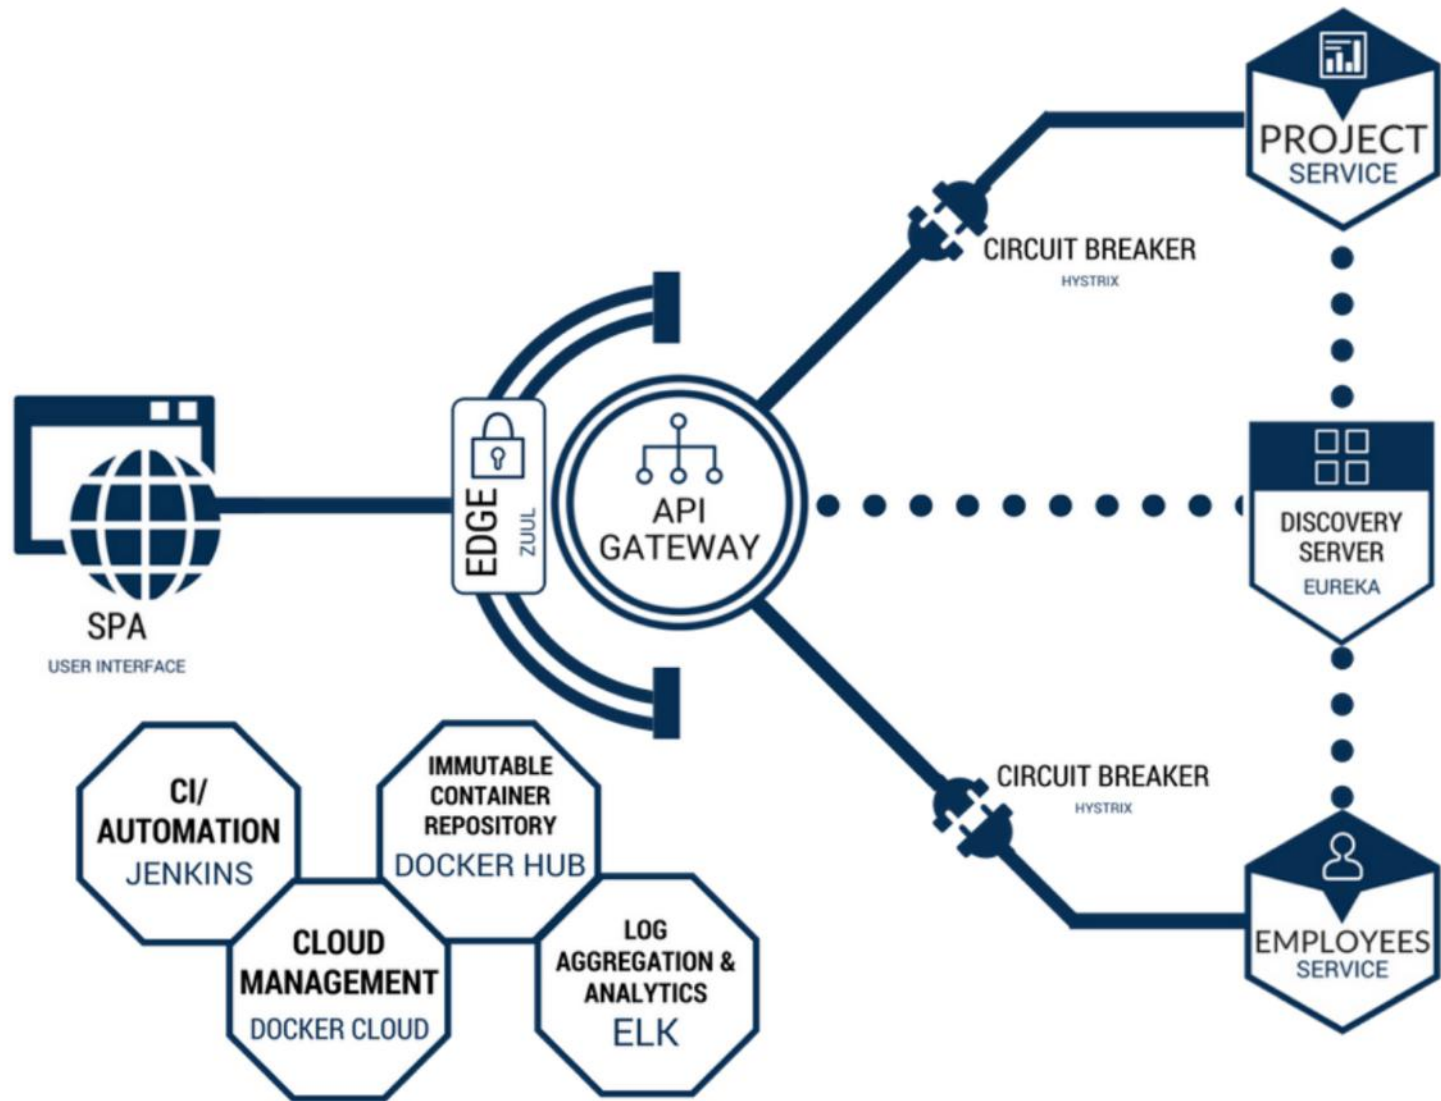 PROJECT
SERVICE
CIRCUIT BREAKER
HYSTRIX
EDGE
ZUUL
API
GATEWAY
DISCOVERY
SERVER
EUREKA
SPA
USER INTERFACE
CIRCUIT BREAKER
HYSTRIX
EMPLOYEES
SERVICE
CI/
AUTOMATION
JENKINS
IMMUTABLE
CONTAINER
REPOSITORY
DOCKER HUB
CLOUD
MANAGEMENT
DOCKER CLOUD
LOG
AGGREGATION &
ANALYTICS
ELK